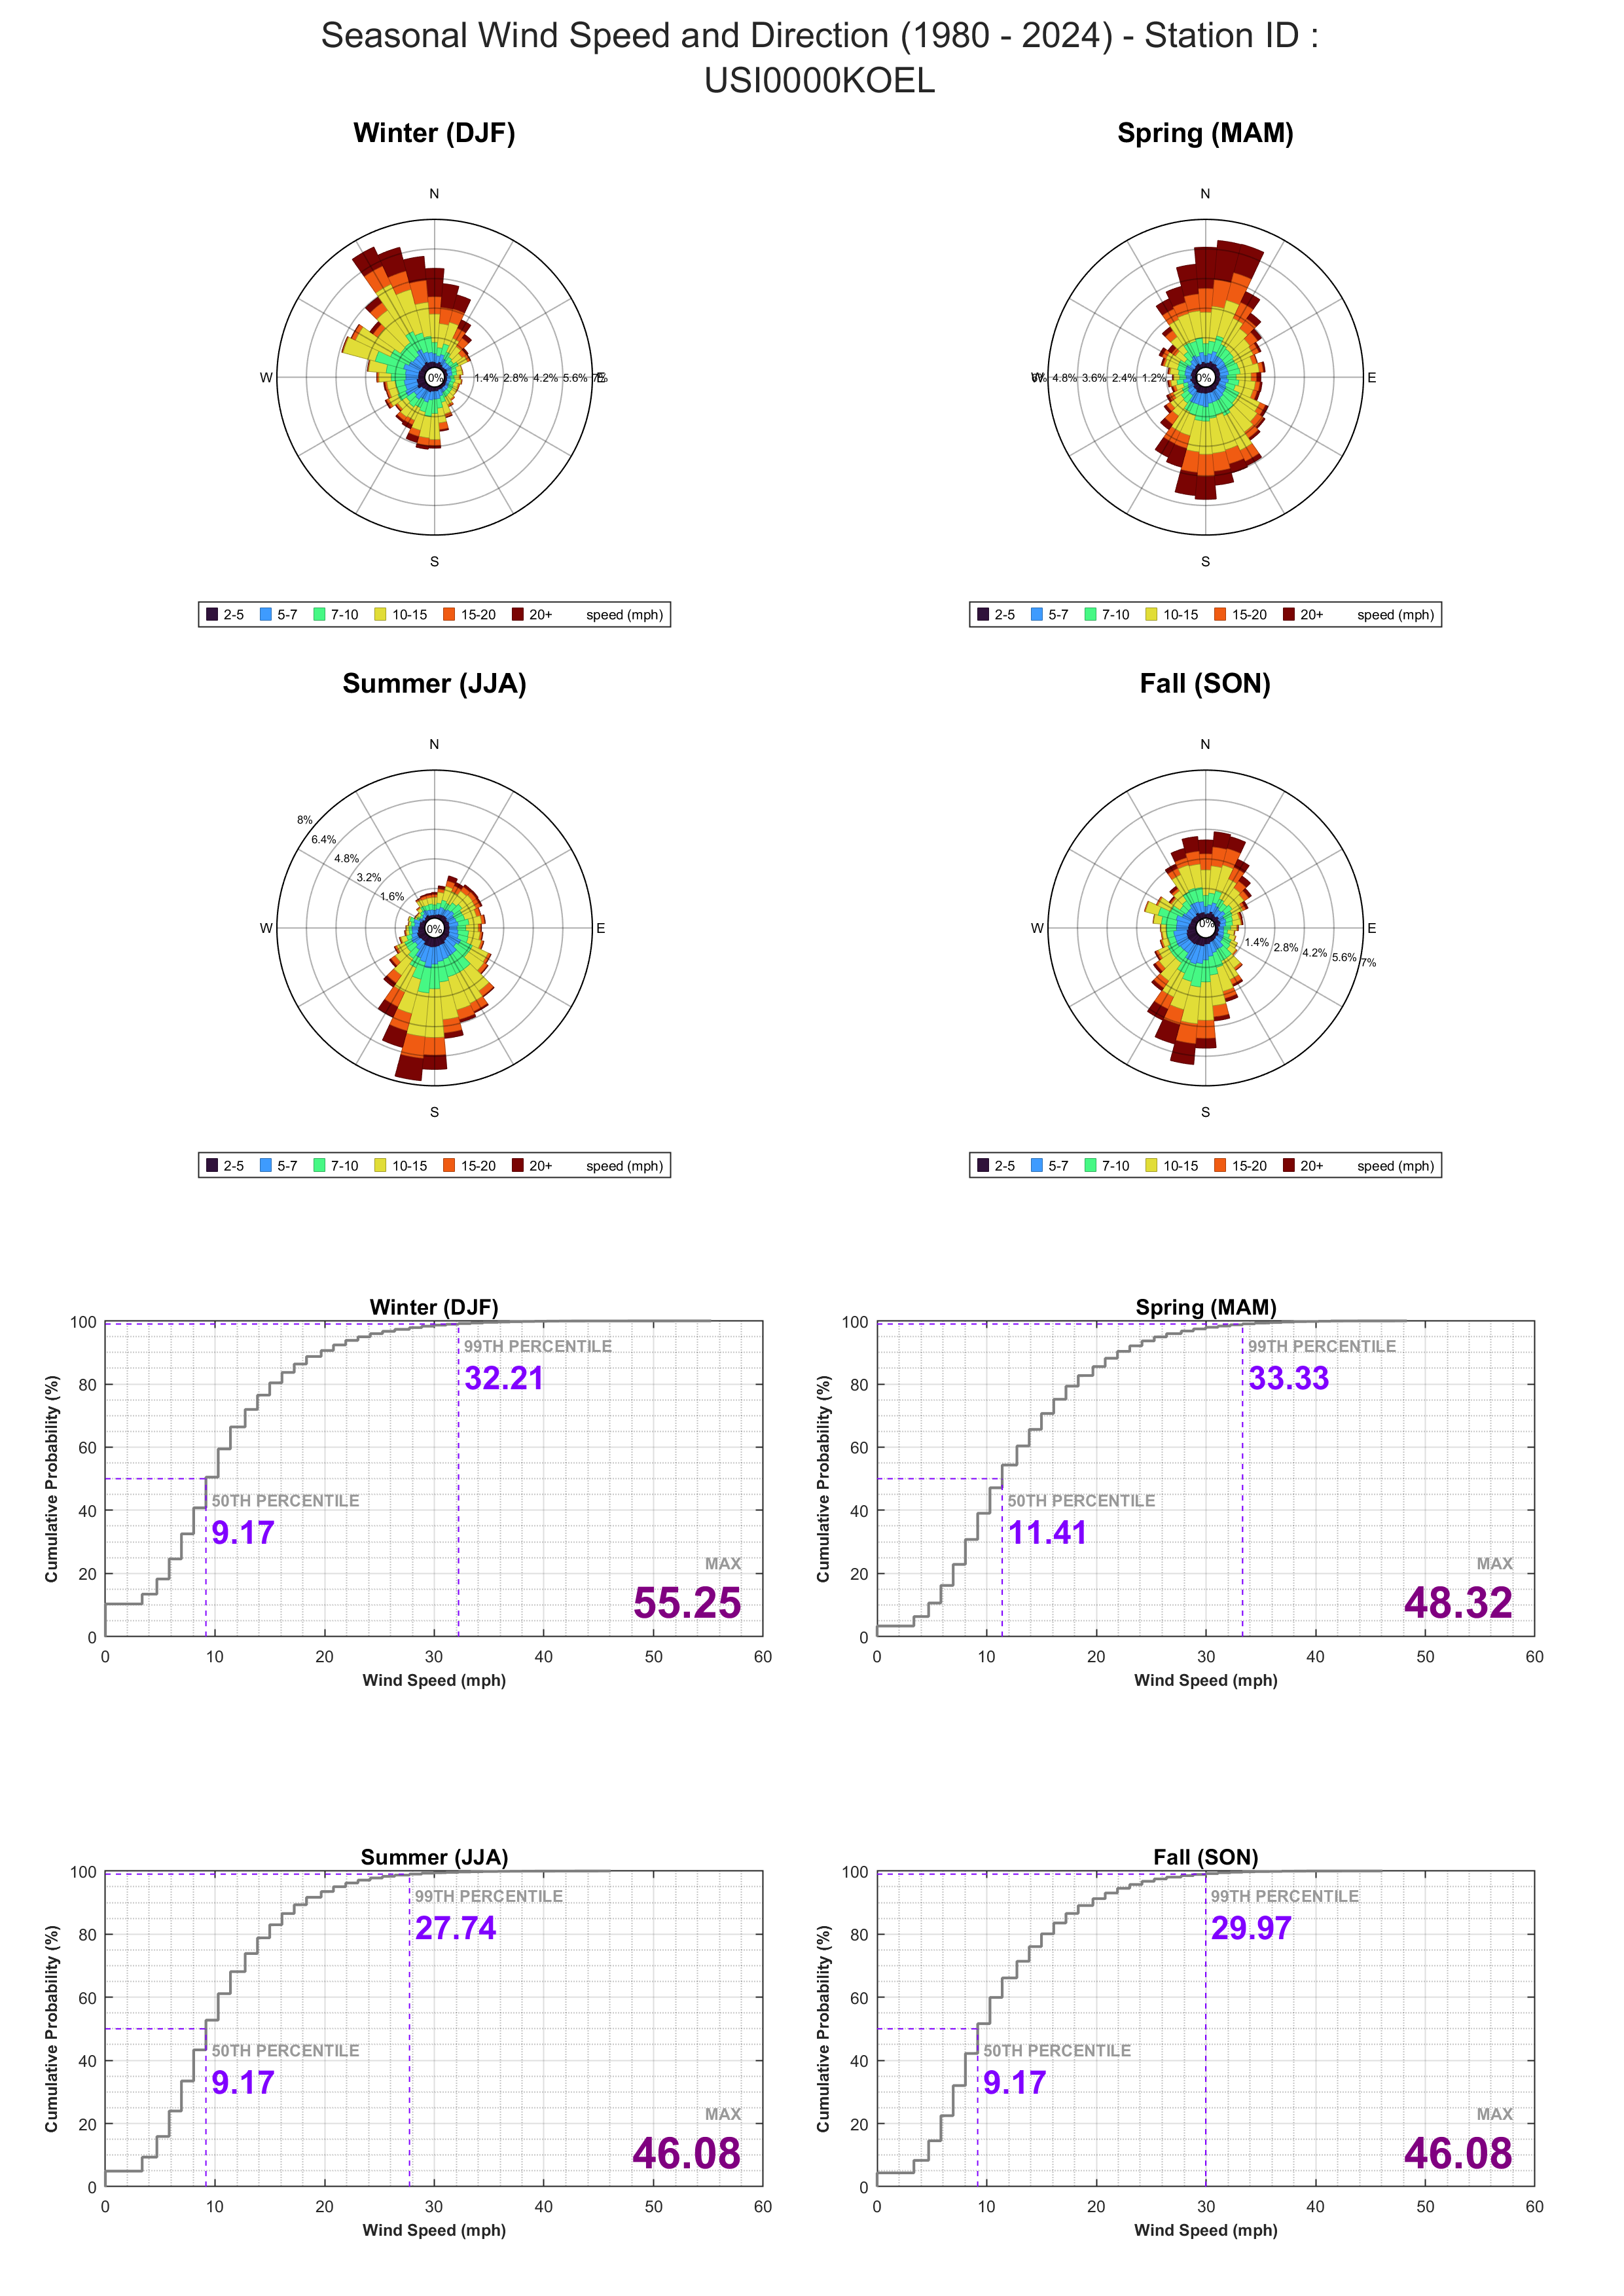 Seasonal Wind Speed and Direction (1980 - 2024) - Station ID :
USI0000KOEL
Winter (DJF)
N
W
0%
1.4%
2.8%
4.2%
5.6%
7%
E
S
2-5
5-7
7-10
10-15
15-20
20+
speed (mph)
Spring (MAM)
N
W
6%
4.8%
3.6%
2.4%
1.2%
0%
E
S
2-5
5-7
7-10
10-15
15-20
20+
speed (mph)
Summer (JJA)
N
8%
6.4%
4.8%
3.2%
1.6%
0%
W
E
S
2-5
5-7
7-10
10-15
15-20
20+
speed (mph)
Fall (SON)
N
W
0%
1.4%
2.8%
4.2%
5.6%
7%
E
S
2-5
5-7
7-10
10-15
15-20
20+
speed (mph)
Winter (DJF)
Cumulative Probability (%)
100
80
60
40
20
0
99TH PERCENTILE
32.21
50TH PERCENTILE
9.17
MAX
55.25
0
10
20
30
40
50
60
Wind Speed (mph)
Spring (MAM)
Cumulative Probability (%)
100
80
60
40
20
0
99TH PERCENTILE
33.33
50TH PERCENTILE
11.41
MAX
48.32
0
10
20
30
40
50
60
Wind Speed (mph)
Summer (JJA)
Cumulative Probability (%)
100
80
60
40
20
0
99TH PERCENTILE
27.74
50TH PERCENTILE
9.17
MAX
46.08
0
10
20
30
40
50
60
Wind Speed (mph)
Fall (SON)
Cumulative Probability (%)
100
80
60
40
20
0
99TH PERCENTILE
29.97
50TH PERCENTILE
9.17
MAX
46.08
0
10
20
30
40
50
60
Wind Speed (mph)